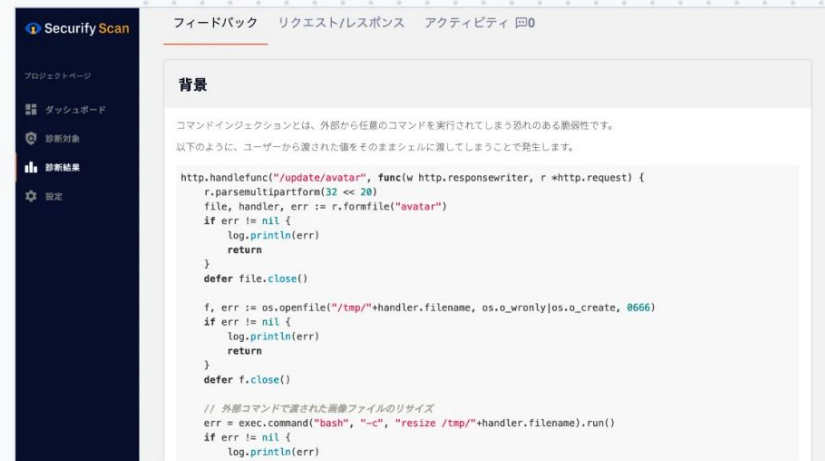 Securify Scan
プロジェクトページ
ダッシュボード
診断対象
診断結果
設定
フィードバック リクエスト/レスポンス アクティビティ 0
背景
コマンドインジェクションとは、外部から任意のコマンドを実行されてしまう恐れのある脆弱性です。
以下のように、ユーザーから渡された値をそのままシェルに渡してしまうことで発生します。
http.handlefunc("/update/avatar", func(w http.responsewriter, r *http.request) {
    r.parsemultipartform(32 << 20)
    file, handler, err := r.formfile("avatar")
    if err != nil {
        log.println(err)
        return
    }
    defer file.close()

    f, err := os.openfile("/tmp/"+handler.filename, os.o_wronly|os.o_create, 0666)
    if err != nil {
        log.println(err)
        return
    }
    defer f.close()

    // 外部コマンドで渡された画像ファイルのリサイズ
    err = exec.command("bash", "-c", "resize /tmp/"+handler.filename).run()
    if err != nil {
        log.println(err)